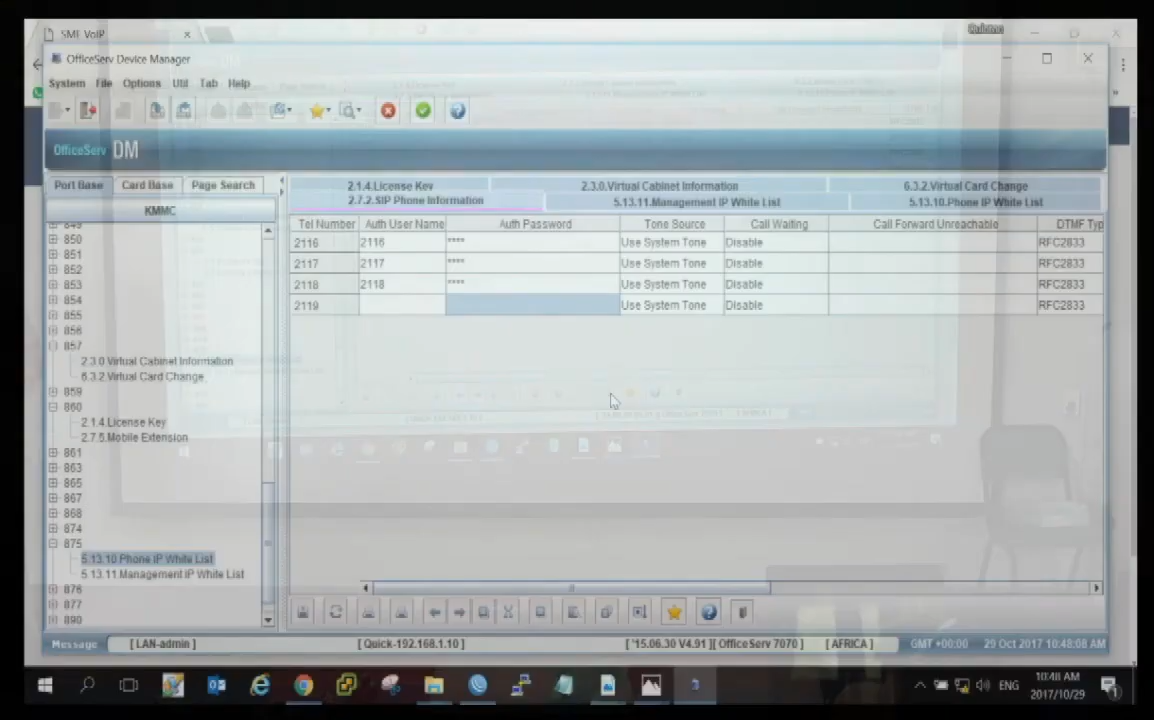 SME VoIP
OfficeServ Device Manager
System File Options Util Tab Help
OfficeServ DM
Port Base Card Base Page Search
2.1.4.License Key 2.3.0.Virtual Cabinet Information 6.3.2.Virtual Card Change
2.7.2.SIP Phone Information 5.13.11.Management IP White List 5.13.10.Phone IP White List
KMMC
Tel Number Auth User Name Auth Password Tone Source Call Waiting Call Forward Unreachable DTMF Typ
2116 2116 **** Use System Tone Disable RFC2833
2117 2117 **** Use System Tone Disable RFC2833
2118 2118 **** Use System Tone Disable RFC2833
2119 Use System Tone Disable RFC2833
849
850
851
852
853
854
855
856
857
2.3.0.Virtual Cabinet Information
6.3.2.Virtual Card Change
859
860
2.1.4.License Key
2.7.5.Mobile Extension
861
863
865
867
868
874
875
5.13.10.Phone IP White List
5.13.11.Management IP White List
876
877
890
Message [ LAN-admin ] [ Quick-192.168.1.10 ] [ '15.06.30 V4.91 ][ OfficeServ 7070 ] [ AFRICA ] GMT +00:00 29 Oct 2017 10:48:08 AM
ENG 10:48 AM
2017/10/29